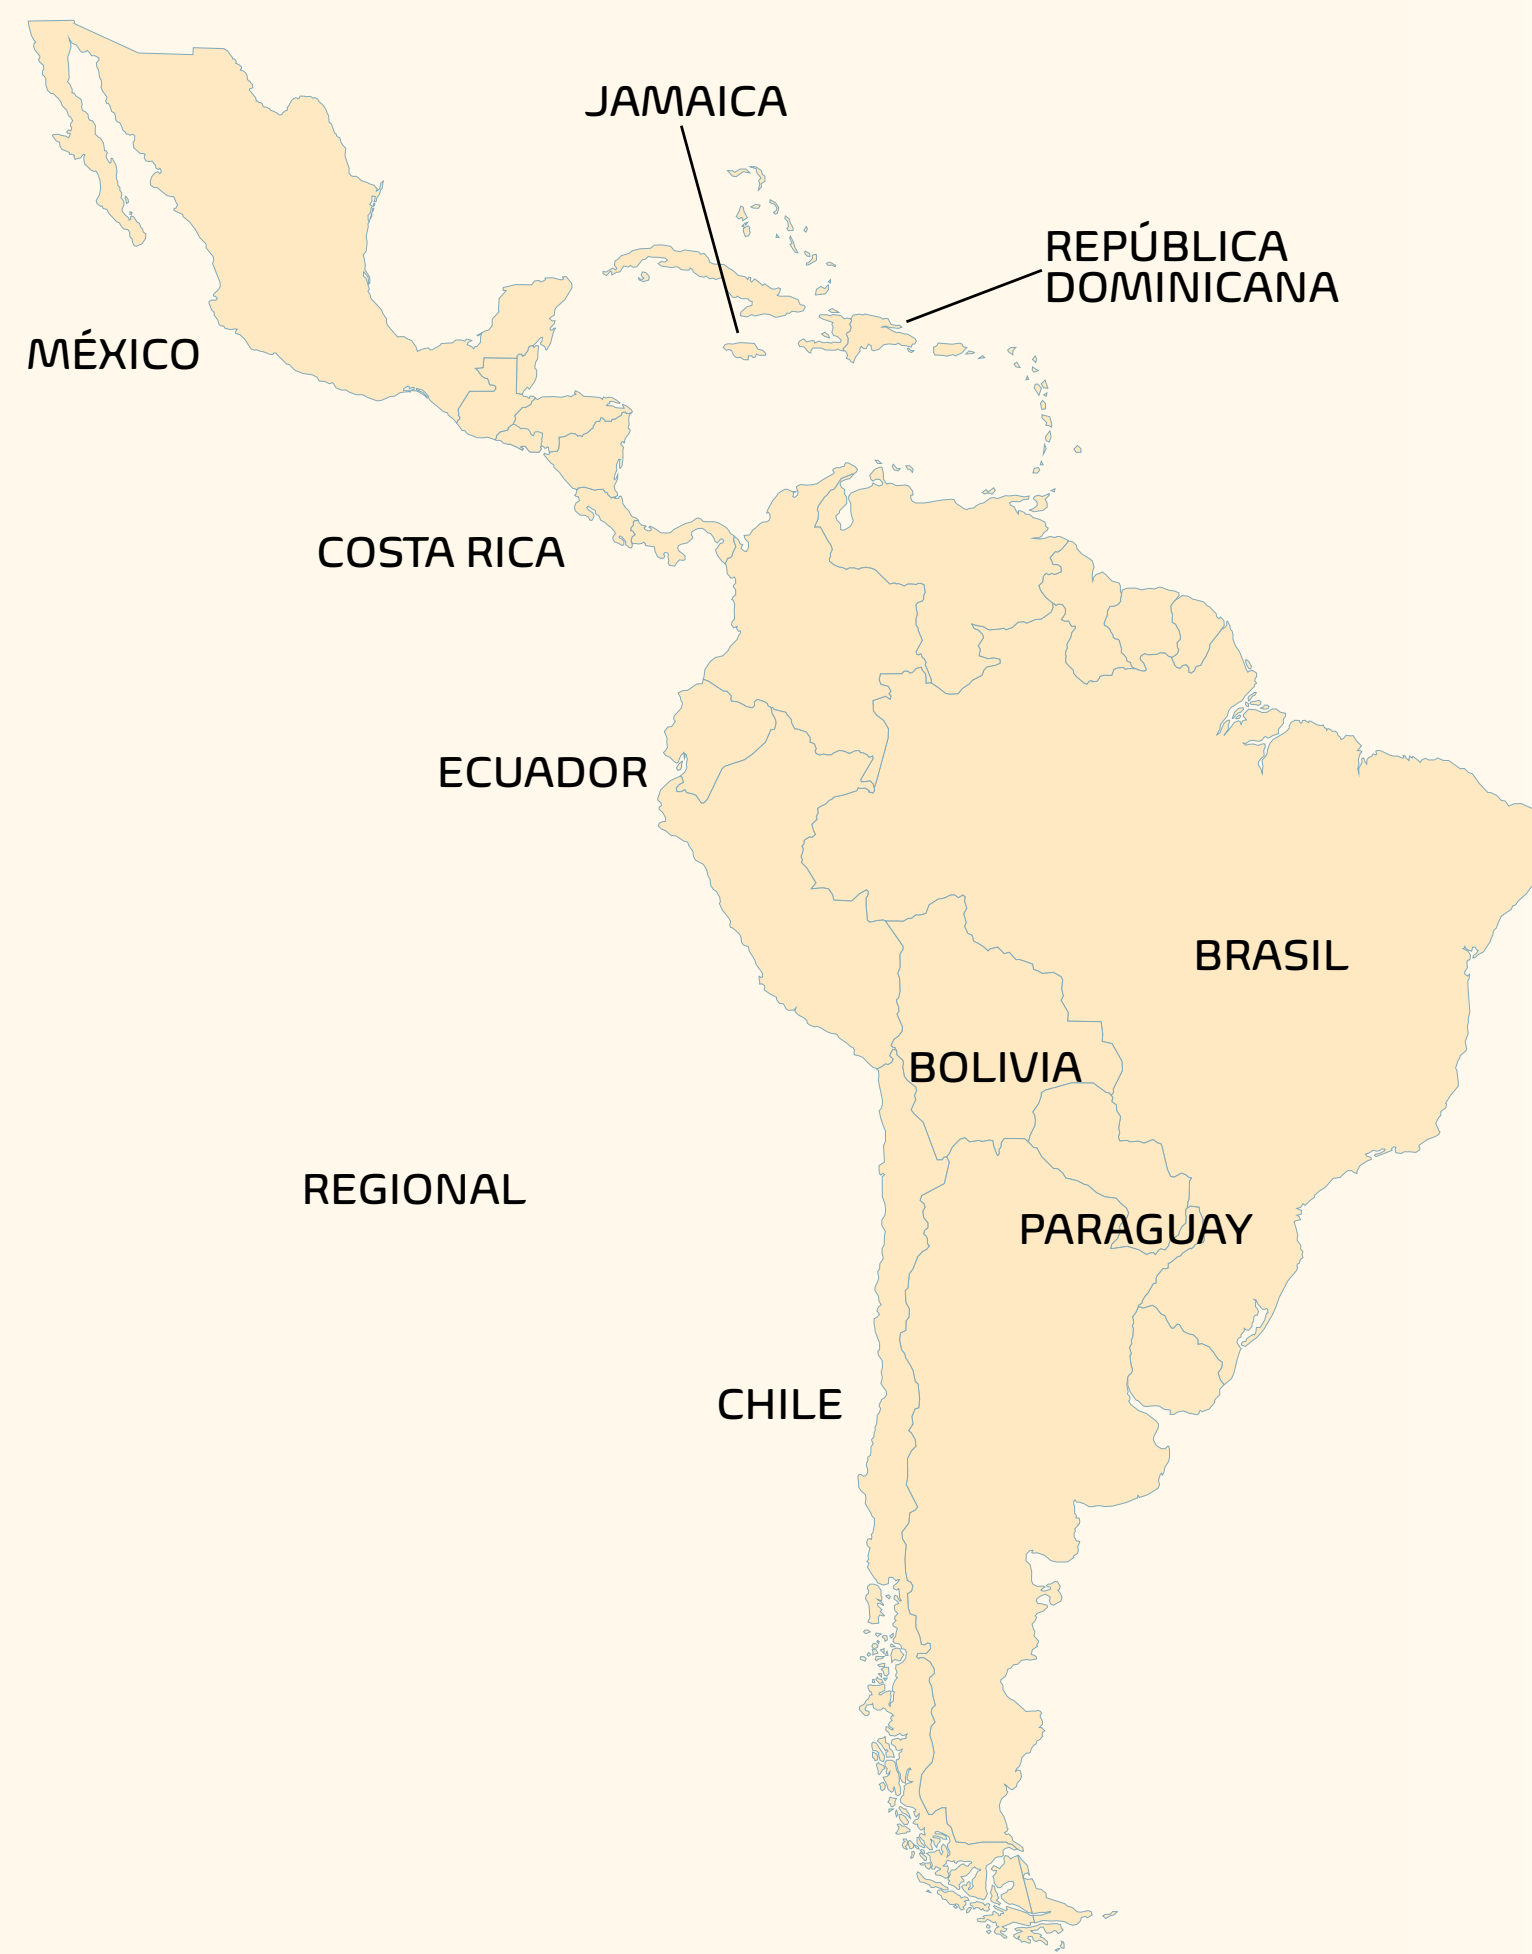 JAMAICA
REPÚBLICA
DOMINICANA
MÉXICO
COSTA RICA
ECUADOR
BRASIL
BOLIVIA
REGIONAL
PARAGUAY
CHILE